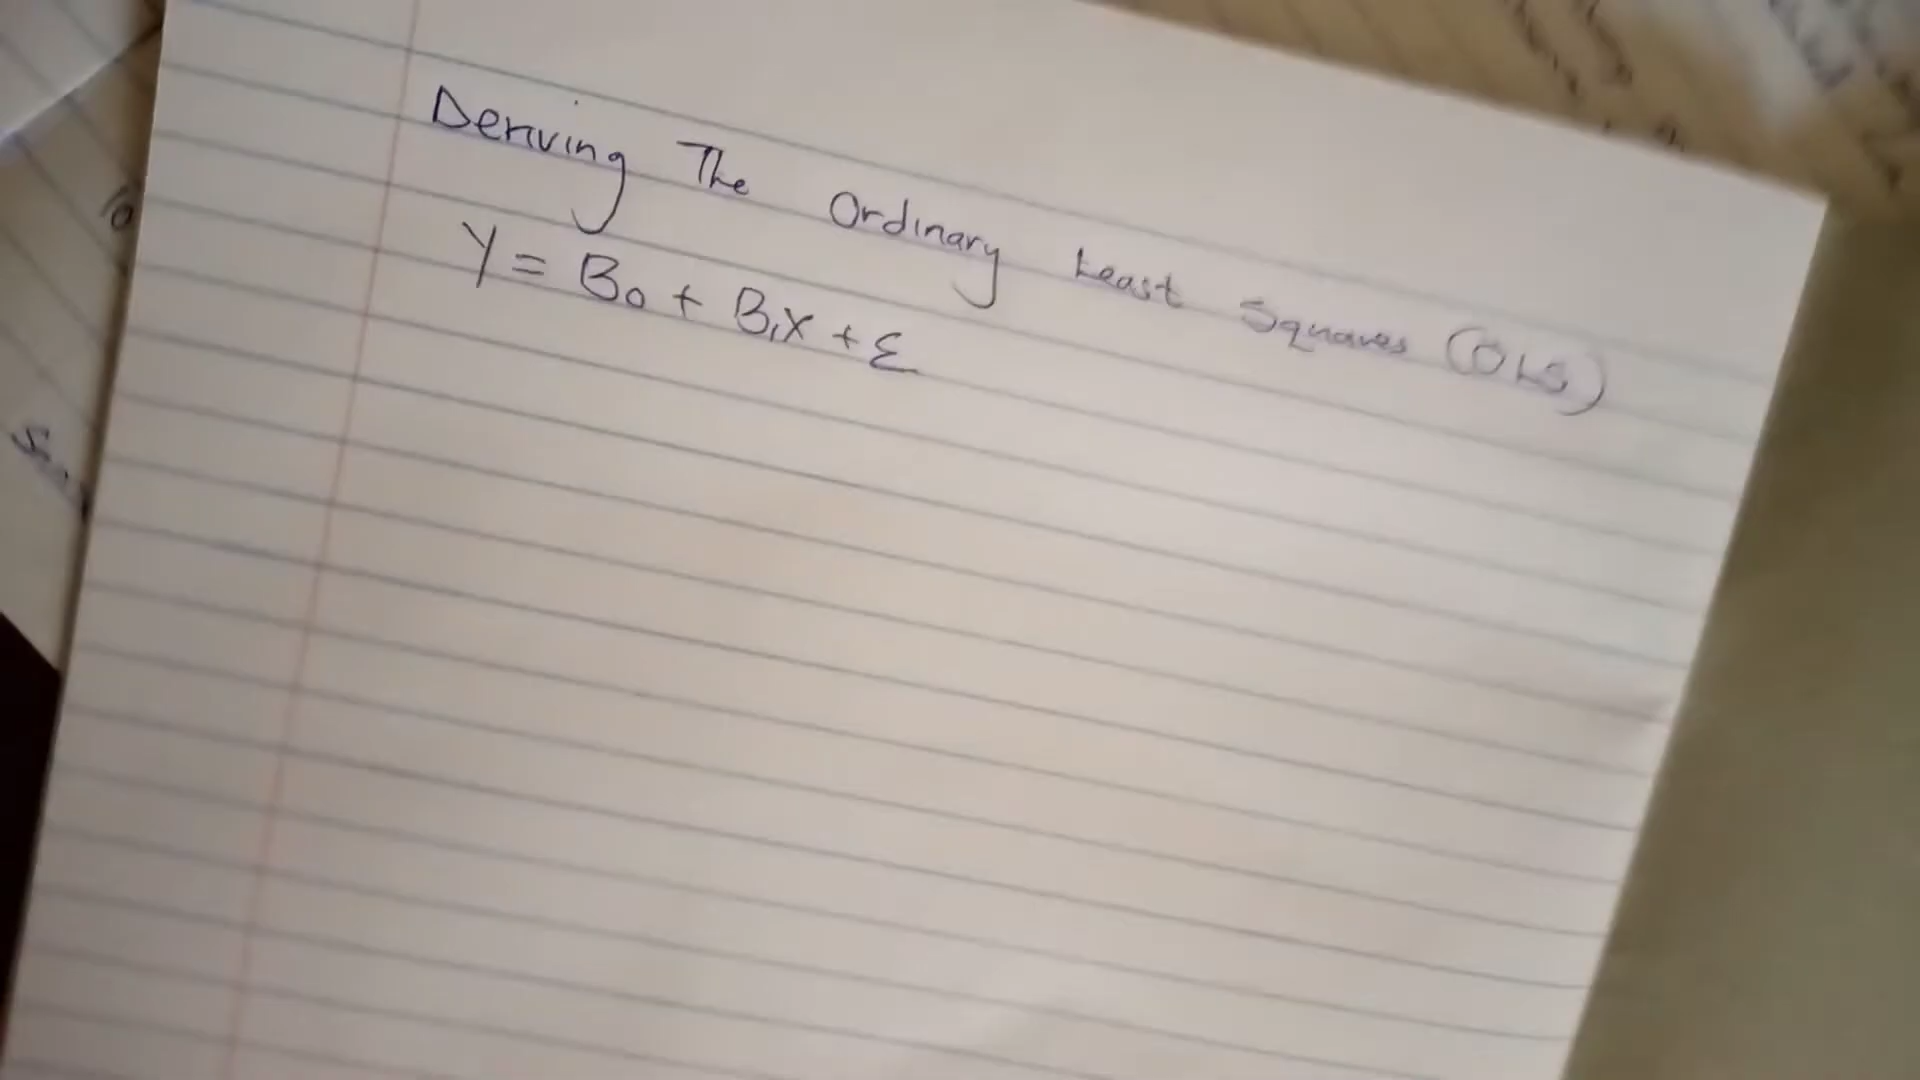 Deriving The Ordinary Least Squares (OLS)
Y = B₀ + B₁x + ε